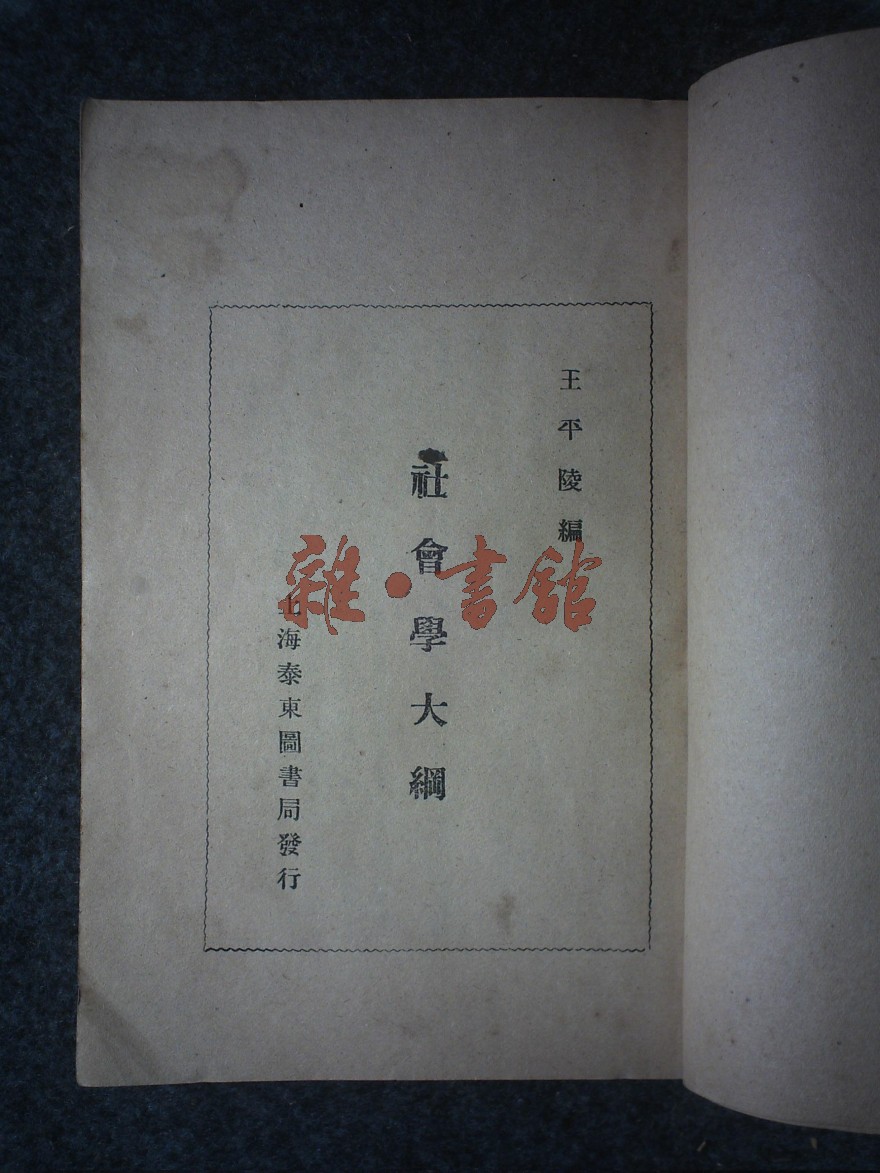 王平陵編
社會學大綱
上海泰東圖書局發行
雜·書館